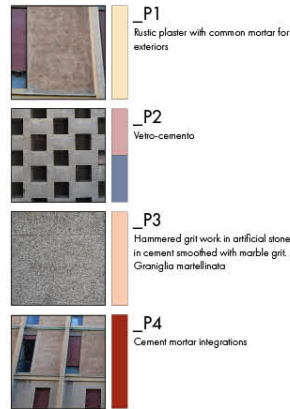 _P1
Rustic plaster with common mortar for
exteriors
_P2
Vetro-cemento
_P3
Hammered grit work in artificial stone
in cement smoothed with marble grit.
Graniglia martellinata
_P4
Cement mortar integrations